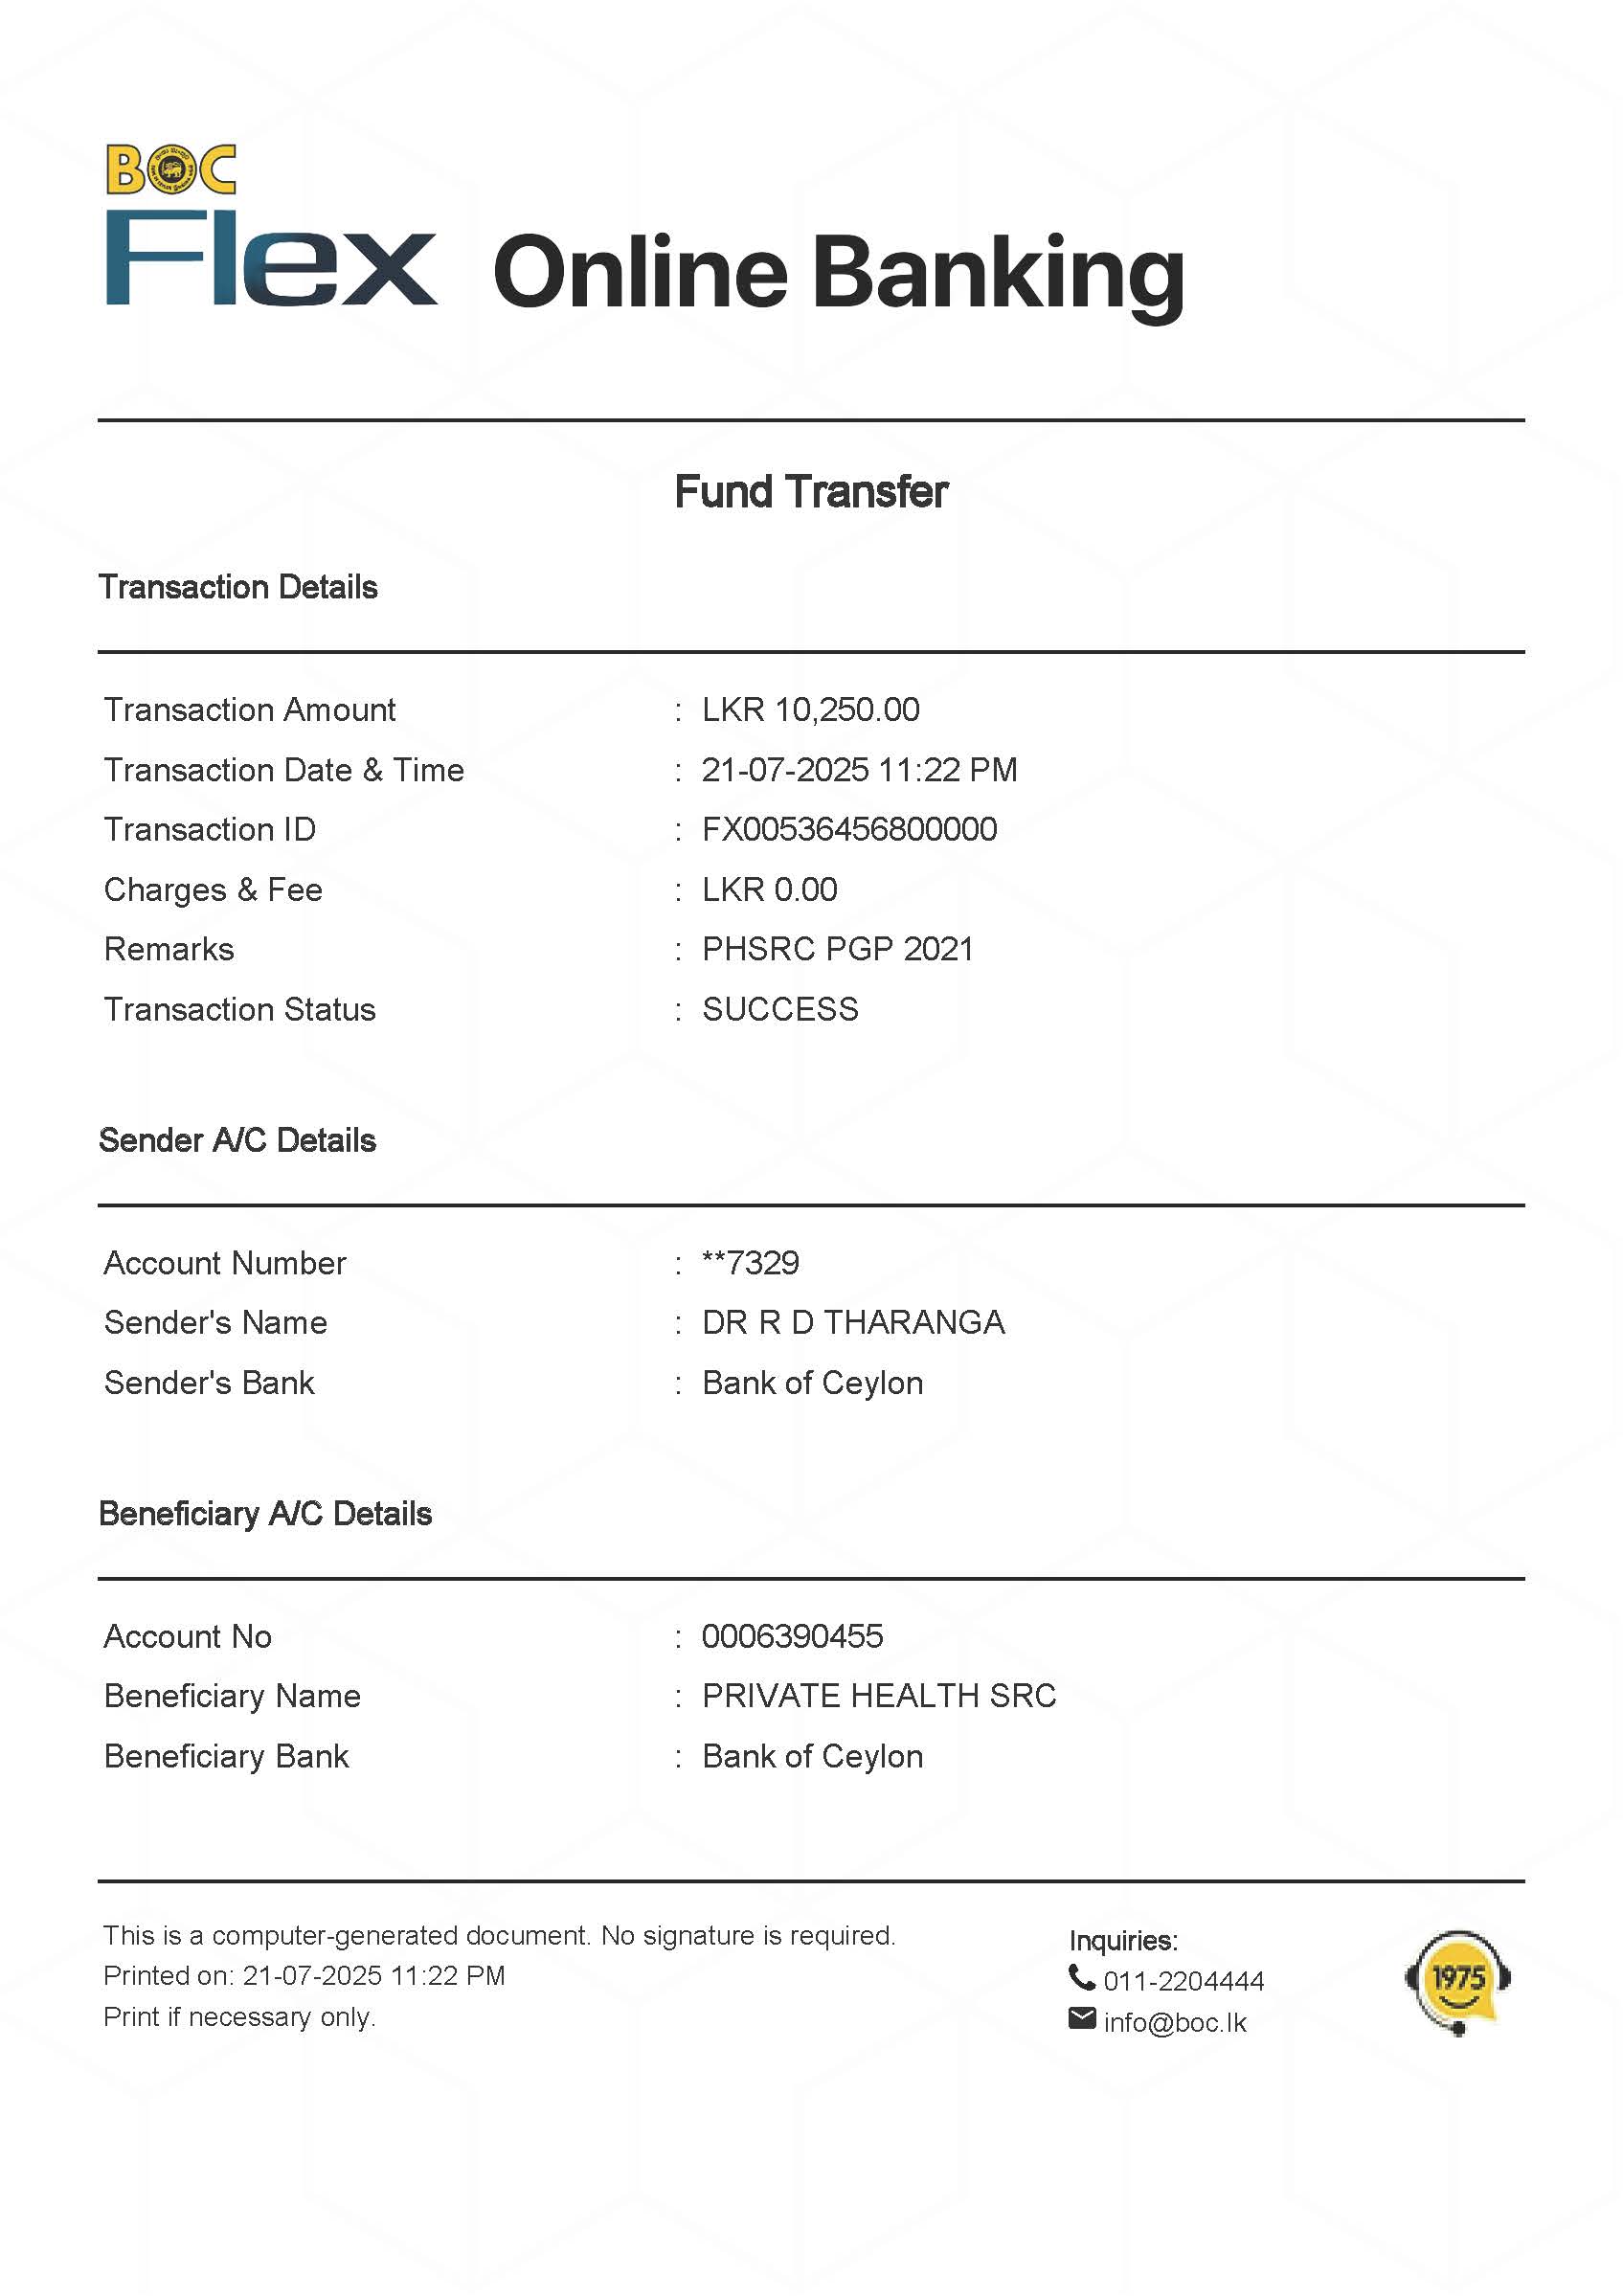 BOC
Flex Online Banking
Fund Transfer
Transaction Details
Transaction Amount : LKR 10,250.00
Transaction Date & Time : 21-07-2025 11:22 PM
Transaction ID : FX00536456800000
Charges & Fee : LKR 0.00
Remarks : PHSRC PGP 2021
Transaction Status : SUCCESS
Sender A/C Details
Account Number : **7329
Sender's Name : DR R D THARANGA
Sender's Bank : Bank of Ceylon
Beneficiary A/C Details
Account No : 0006390455
Beneficiary Name : PRIVATE HEALTH SRC
Beneficiary Bank : Bank of Ceylon
This is a computer-generated document. No signature is required.
Printed on: 21-07-2025 11:22 PM
Print if necessary only.
Inquiries:
011-2204444
info@boc.lk
1975